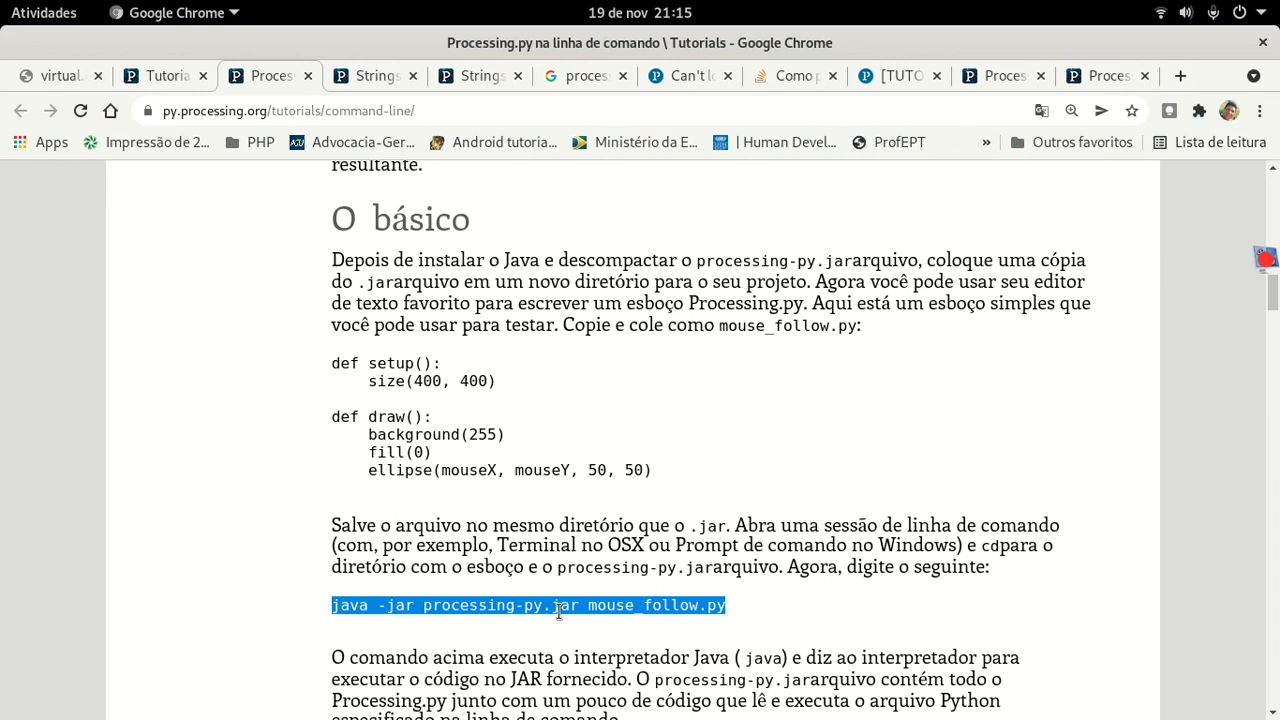 Atividades
Google Chrome
19 de nov 21:15
Processing.py na linha de comando \ Tutorials - Google Chrome
virtual.
Tutoria
Process
Strings
Strings
process
Can't lo
Como p
[TUTO
Process
Process
py.processing.org/tutorials/command-line/
Apps
Impressão de 2...
PHP
Advocacia-Ger...
Android tutoria...
Ministério da E...
| Human Devel...
ProfEPT
»
Outros favoritos
Lista de leitura
resultante.
O básico
Depois de instalar o Java e descompactar o processing-py.jararquivo, coloque uma cópia
do .jararquivo em um novo diretório para o seu projeto. Agora você pode usar seu editor
de texto favorito para escrever um esboço Processing.py. Aqui está um esboço simples que
você pode usar para testar. Copie e cole como mouse_follow.py:
def setup():
size(400, 400)
def draw():
background(255)
fill(0)
ellipse(mouseX, mouseY, 50, 50)
Salve o arquivo no mesmo diretório que o .jar. Abra uma sessão de linha de comando
(com, por exemplo, Terminal no OSX ou Prompt de comando no Windows) e cdpara o
diretório com o esboço e o processing-py.jararquivo. Agora, digite o seguinte:
java -jar processing-py.jar mouse_follow.py
O comando acima executa o interpretador Java ( java) e diz ao interpretador para
executar o código no JAR fornecido. O processing-py.jararquivo contém todo o
Processing.py junto com um pouco de código que lê e executa o arquivo Python
especificado na linha de comando.